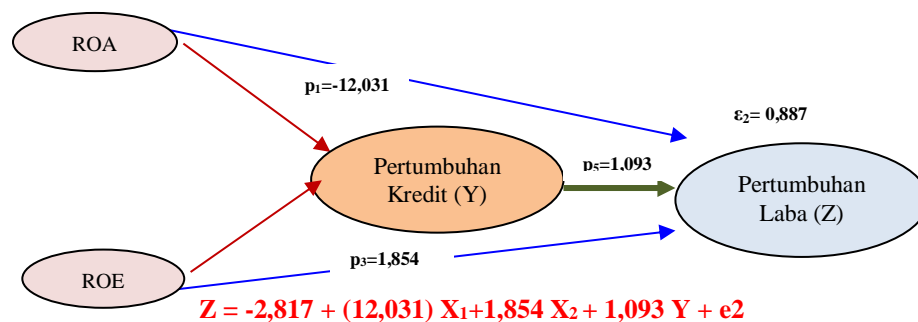 ROA
p₁=-12,031
ε₂= 0,887
Pertumbuhan
Kredit (Y)
p₅=1,093
Pertumbuhan
Laba (Z)
ROE
p₃=1,854
Z = -2,817 + (12,031) X₁+1,854 X₂ + 1,093 Y + e2